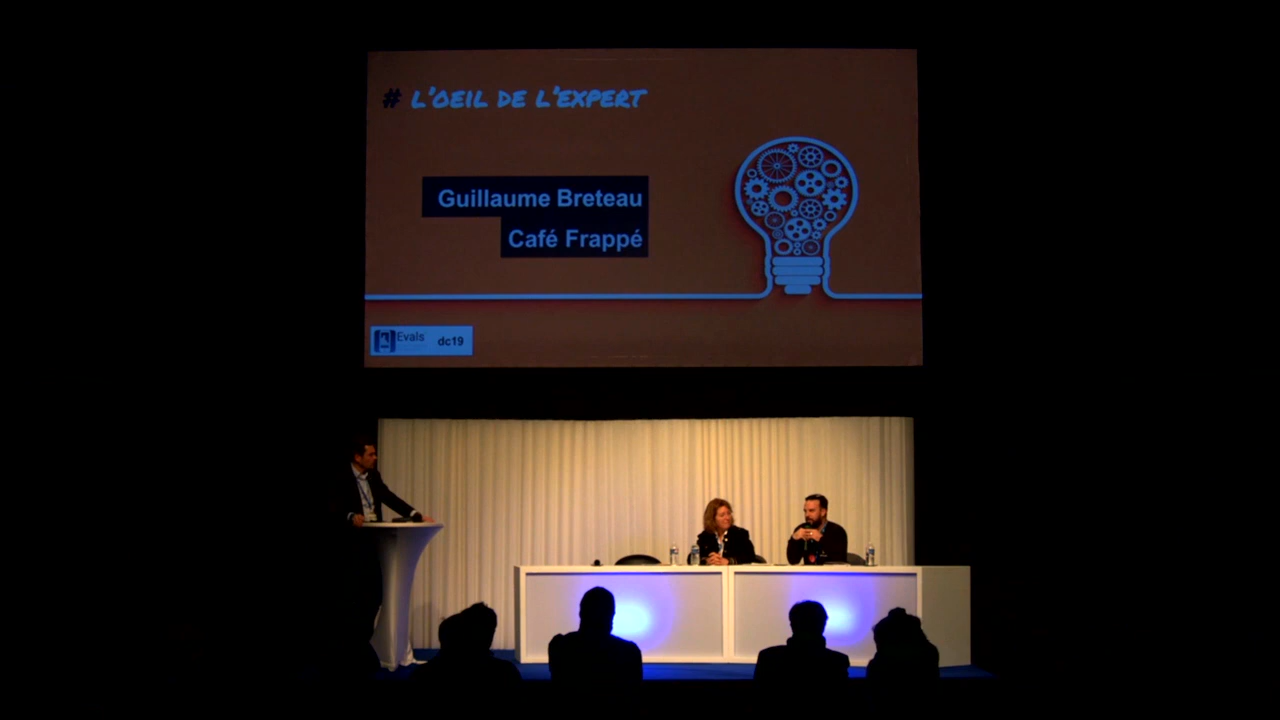 # L'OEIL DE L'EXPERT
Guillaume Breteau
Café Frappé
Evals
dc19